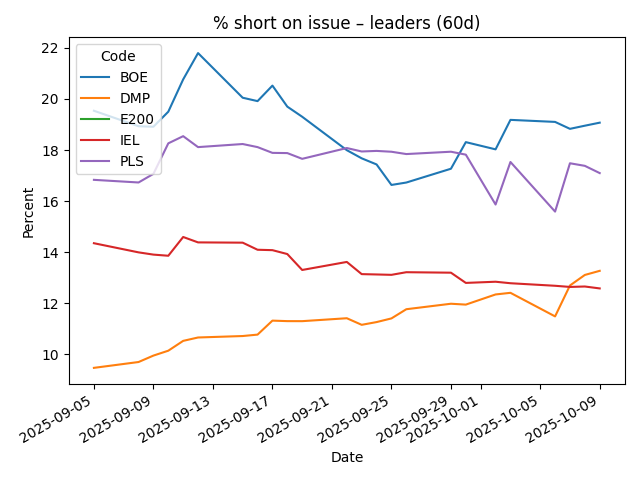 % short on issue – leaders (60d)
Code
BOE
DMP
E200
IEL
PLS
Percent
22
20
18
16
14
12
10
2025-09-05
2025-09-09
2025-09-13
2025-09-17
2025-09-21
2025-09-25
2025-09-29
2025-10-01
2025-10-05
2025-10-09
Date